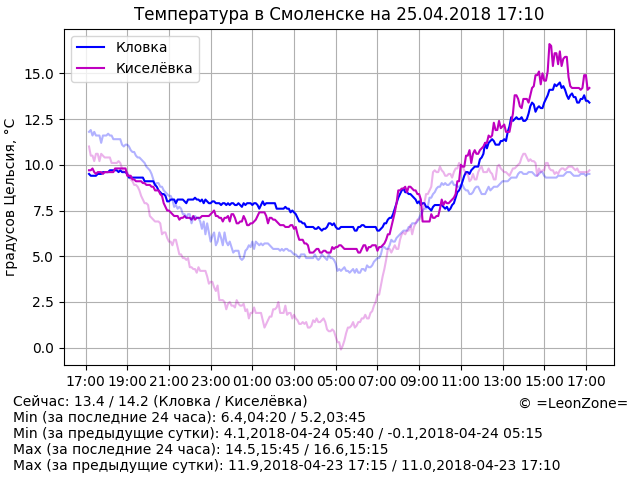 Температура в Смоленске на 25.04.2018 17:10
Кловка
Киселёвка
градусов Цельсия, °C
15.0
12.5
10.0
7.5
5.0
2.5
0.0
17:00 19:00 21:00 23:00 01:00 03:00 05:00 07:00 09:00 11:00 13:00 15:00 17:00
Сейчас: 13.4 / 14.2 (Кловка / Киселёвка)
© =LeonZone=
Min (за последние 24 часа): 6.4,04:20 / 5.2,03:45
Min (за предыдущие сутки): 4.1,2018-04-24 05:40 / -0.1,2018-04-24 05:15
Max (за последние 24 часа): 14.5,15:45 / 16.6,15:15
Max (за предыдущие сутки): 11.9,2018-04-23 17:15 / 11.0,2018-04-23 17:10